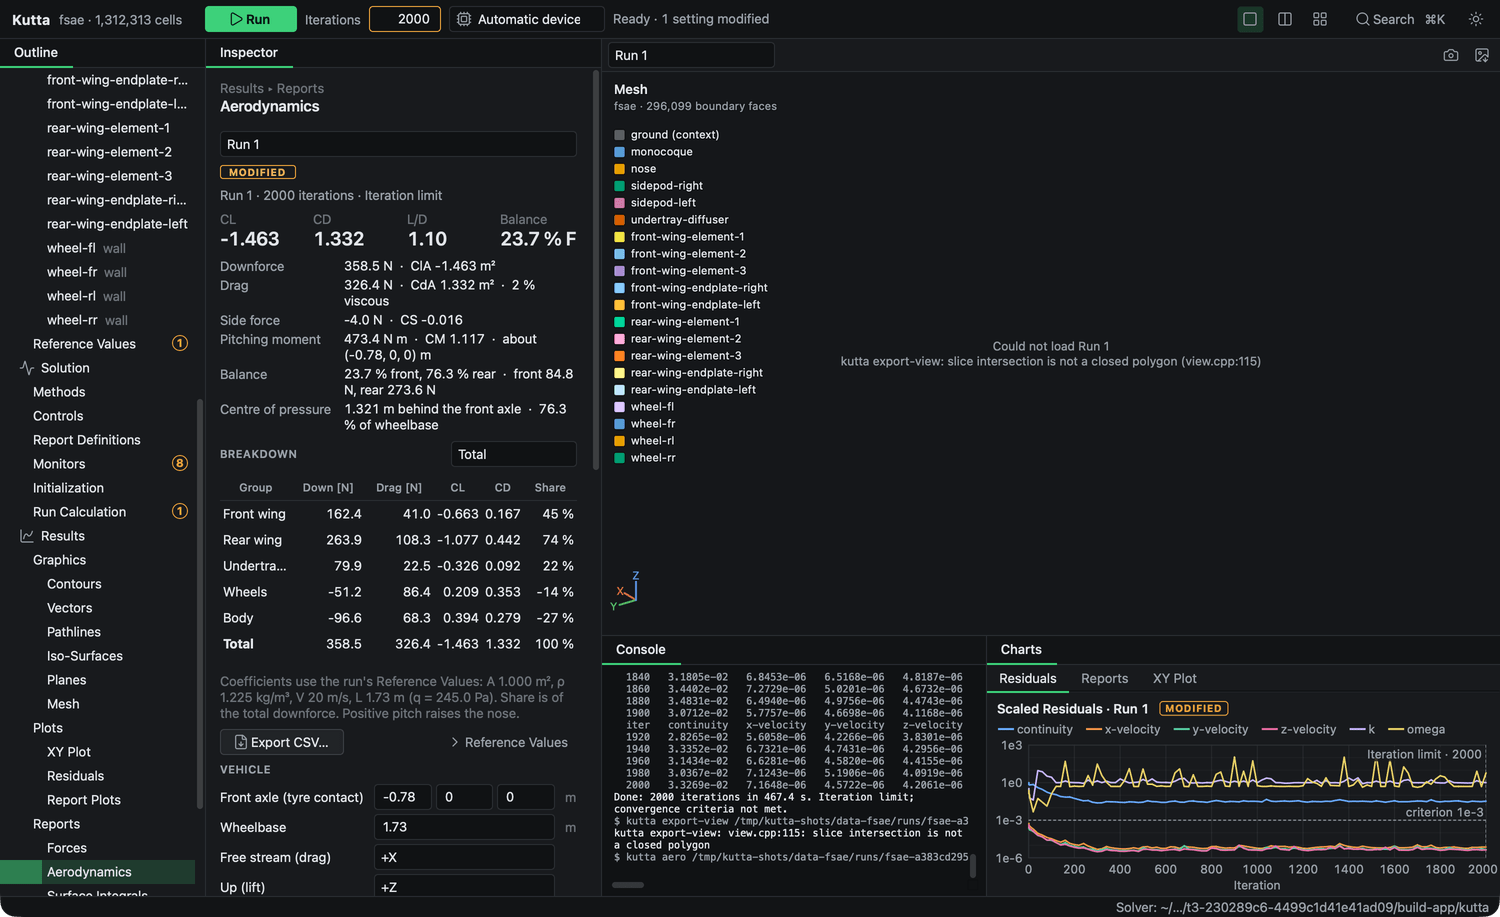 Kutta fsae · 1,312,313 cells Run Iterations 2000 Automatic device Ready · 1 setting modified Search ⌘K
Outline
front-wing-endplate-r...
front-wing-endplate-l...
rear-wing-element-1
rear-wing-element-2
rear-wing-element-3
rear-wing-endplate-ri...
rear-wing-endplate-left
wheel-fl wall
wheel-fr wall
wheel-rl wall
wheel-rr wall
Reference Values 1
Solution
Methods
Controls
Report Definitions
Monitors 8
Initialization
Run Calculation 1
Results
Graphics
Contours
Vectors
Pathlines
Iso-Surfaces
Planes
Mesh
Plots
XY Plot
Residuals
Report Plots
Reports
Forces
Aerodynamics
Surface Integrals
Inspector
Results ▸ Reports
Aerodynamics
Run 1
MODIFIED
Run 1 · 2000 iterations · Iteration limit
CL CD L/D Balance
-1.463 1.332 1.10 23.7 % F
Downforce 358.5 N · ClA -1.463 m²
Drag 326.4 N · CdA 1.332 m² · 2 %
viscous
Side force -4.0 N · CS -0.016
Pitching moment 473.4 N m · CM 1.117 · about
(-0.78, 0, 0) m
Balance 23.7 % front, 76.3 % rear · front 84.8
N, rear 273.6 N
Centre of pressure 1.321 m behind the front axle · 76.3
% of wheelbase
BREAKDOWN Total
Group Down [N] Drag [N] CL CD Share
Front wing 162.4 41.0 -0.663 0.167 45 %
Rear wing 263.9 108.3 -1.077 0.442 74 %
Undertra... 79.9 22.5 -0.326 0.092 22 %
Wheels -51.2 86.4 0.209 0.353 -14 %
Body -96.6 68.3 0.394 0.279 -27 %
Total 358.5 326.4 -1.463 1.332 100 %
Coefficients use the run's Reference Values: A 1.000 m², ρ
1.225 kg/m³, V 20 m/s, L 1.73 m (q = 245.0 Pa). Share is of
the total downforce. Positive pitch raises the nose.
Export CSV... Reference Values
VEHICLE
Front axle (tyre contact) -0.78 0 0 m
Wheelbase 1.73 m
Free stream (drag) +X
Up (lift) +Z
Run 1
Mesh
fsae · 296,099 boundary faces
ground (context)
monocoque
nose
sidepod-right
sidepod-left
undertray-diffuser
front-wing-element-1
front-wing-element-2
front-wing-element-3
front-wing-endplate-right
front-wing-endplate-left
rear-wing-element-1
rear-wing-element-2
rear-wing-element-3
rear-wing-endplate-right
rear-wing-endplate-left
wheel-fl
wheel-fr
wheel-rl
wheel-rr
Could not load Run 1
kutta export-view: slice intersection is not a closed polygon (view.cpp:115)
Z
X
Y
Console
1840 3.1805e-02 6.8453e-06 6.5168e-06 4.8187e-06
1860 3.4402e-02 7.2729e-06 5.0201e-06 4.6732e-06
1880 3.4831e-02 6.4940e-06 4.9756e-06 4.4743e-06
1900 3.0712e-02 5.7757e-06 4.6698e-06 4.1168e-06
iter continuity x-velocity y-velocity z-velocity
1920 2.8265e-02 5.6058e-06 4.2266e-06 3.8301e-06
1940 3.3352e-02 6.7321e-06 4.7431e-06 4.2956e-06
1960 3.1434e-02 6.6281e-06 4.5820e-06 4.4155e-06
1980 3.0367e-02 7.1243e-06 5.1906e-06 4.0919e-06
2000 3.3269e-02 7.1648e-06 4.5722e-06 4.2061e-06
Done: 2000 iterations in 467.4 s. Iteration limit;
convergence criteria not met.
$ kutta export-view /tmp/kutta-shots/data-fsae/runs/fsae-a3
kutta export-view: view.cpp:115: slice intersection is not
a closed polygon
$ kutta aero /tmp/kutta-shots/data-fsae/runs/fsae-a383cd295
Charts
Residuals Reports XY Plot
Scaled Residuals · Run 1 MODIFIED
continuity x-velocity y-velocity z-velocity k omega
1e3
Iteration limit · 2000
1e0
criterion 1e-3
1e-3
1e-6
0 200 400 600 800 1000 1200 1400 1600 1800 2000
Iteration
Solver: ~/.../t3-230289c6-4499c1d41e41ad09/build-app/kutta